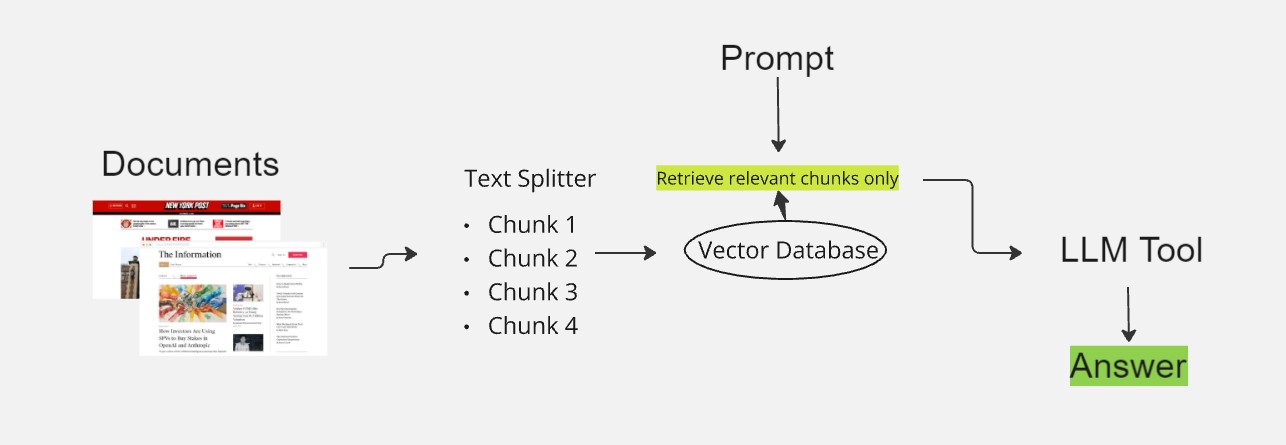 Prompt
Documents
Text Splitter
Retrieve relevant chunks only
NEW YORK POST
UNDER FIRE
The Information
How Investors Are Using
SPVs to Buy Stakes in
OpenAI and Anthropic
Chunk 1
Chunk 2
Chunk 3
Chunk 4
Vector Database
LLM Tool
Answer